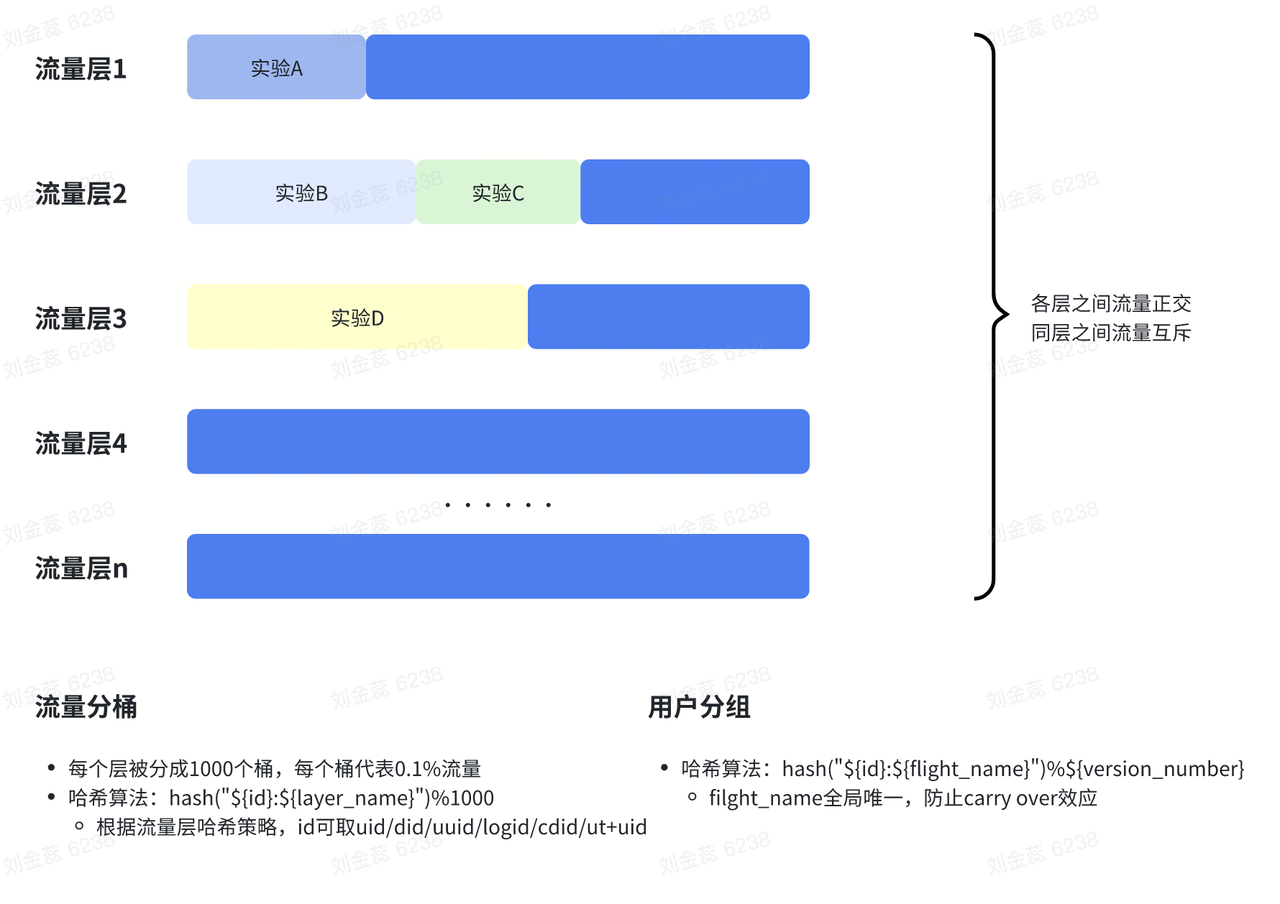 流量层1
实验A
流量层2
实验B
实验C
流量层3
实验D
各层之间流量正交
同层之间流量互斥
流量层4
······
流量层n
流量分桶
每个层被分成1000个桶，每个桶代表0.1%流量
哈希算法：hash("${id}:${layer_name}")%1000
根据流量层哈希策略，id可取uid/did/uuid/logid/cdid/ut+uid
用户分组
哈希算法：hash("${id}:${flight_name}")%${version_number}
filght_name全局唯一，防止carry over效应
刘金蕊 6238